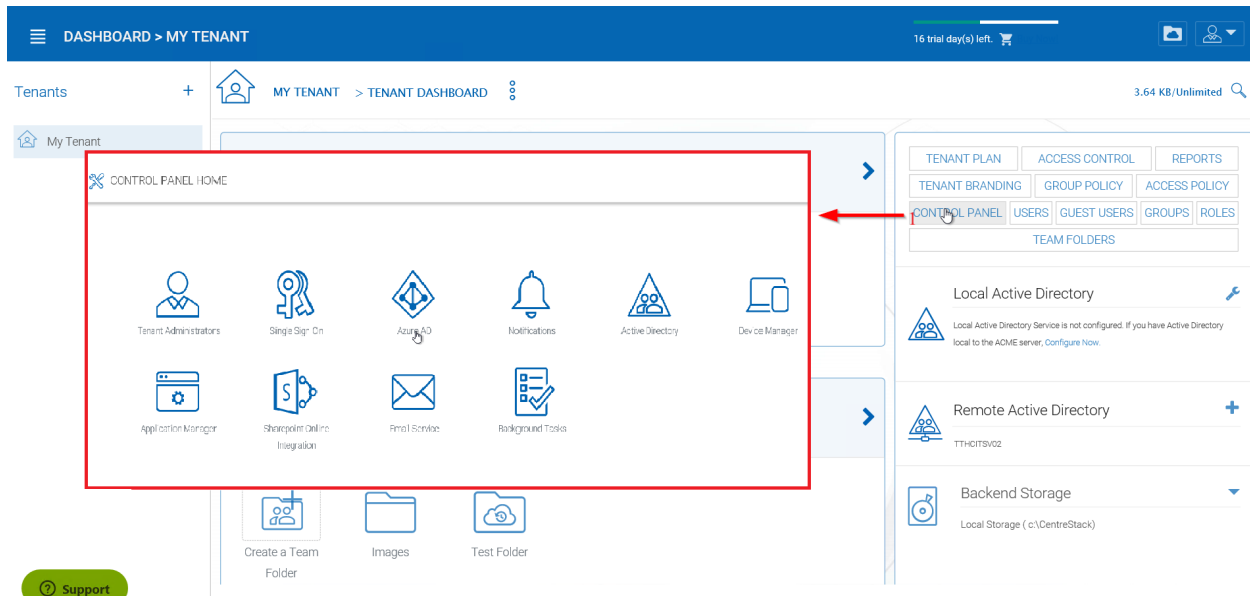 DASHBOARD > MY TENANT
16 trial day(s) left.
Tenants +
MY TENANT > TENANT DASHBOARD
3.64 KB/Unlimited
My Tenant
CONTROL PANEL HOME
Tenant Administrators
Single Sign On
Azure AD
Notifications
Active Directory
Device Manager
Application Manager
Sharepoint Online
Integration
Email Service
Background Tasks
Create a Team
Folder
Images
Test Folder
Support
TENANT PLAN ACCESS CONTROL REPORTS
TENANT BRANDING GROUP POLICY ACCESS POLICY
1
CONTROL PANEL USERS GUEST USERS GROUPS ROLES
TEAM FOLDERS
Local Active Directory
Local Active Directory Service is not configured. If you have Active Directory
local to the ACME server, Configure Now.
Remote Active Directory
TTHCITSV02
Backend Storage
Local Storage ( c:\CentreStack)